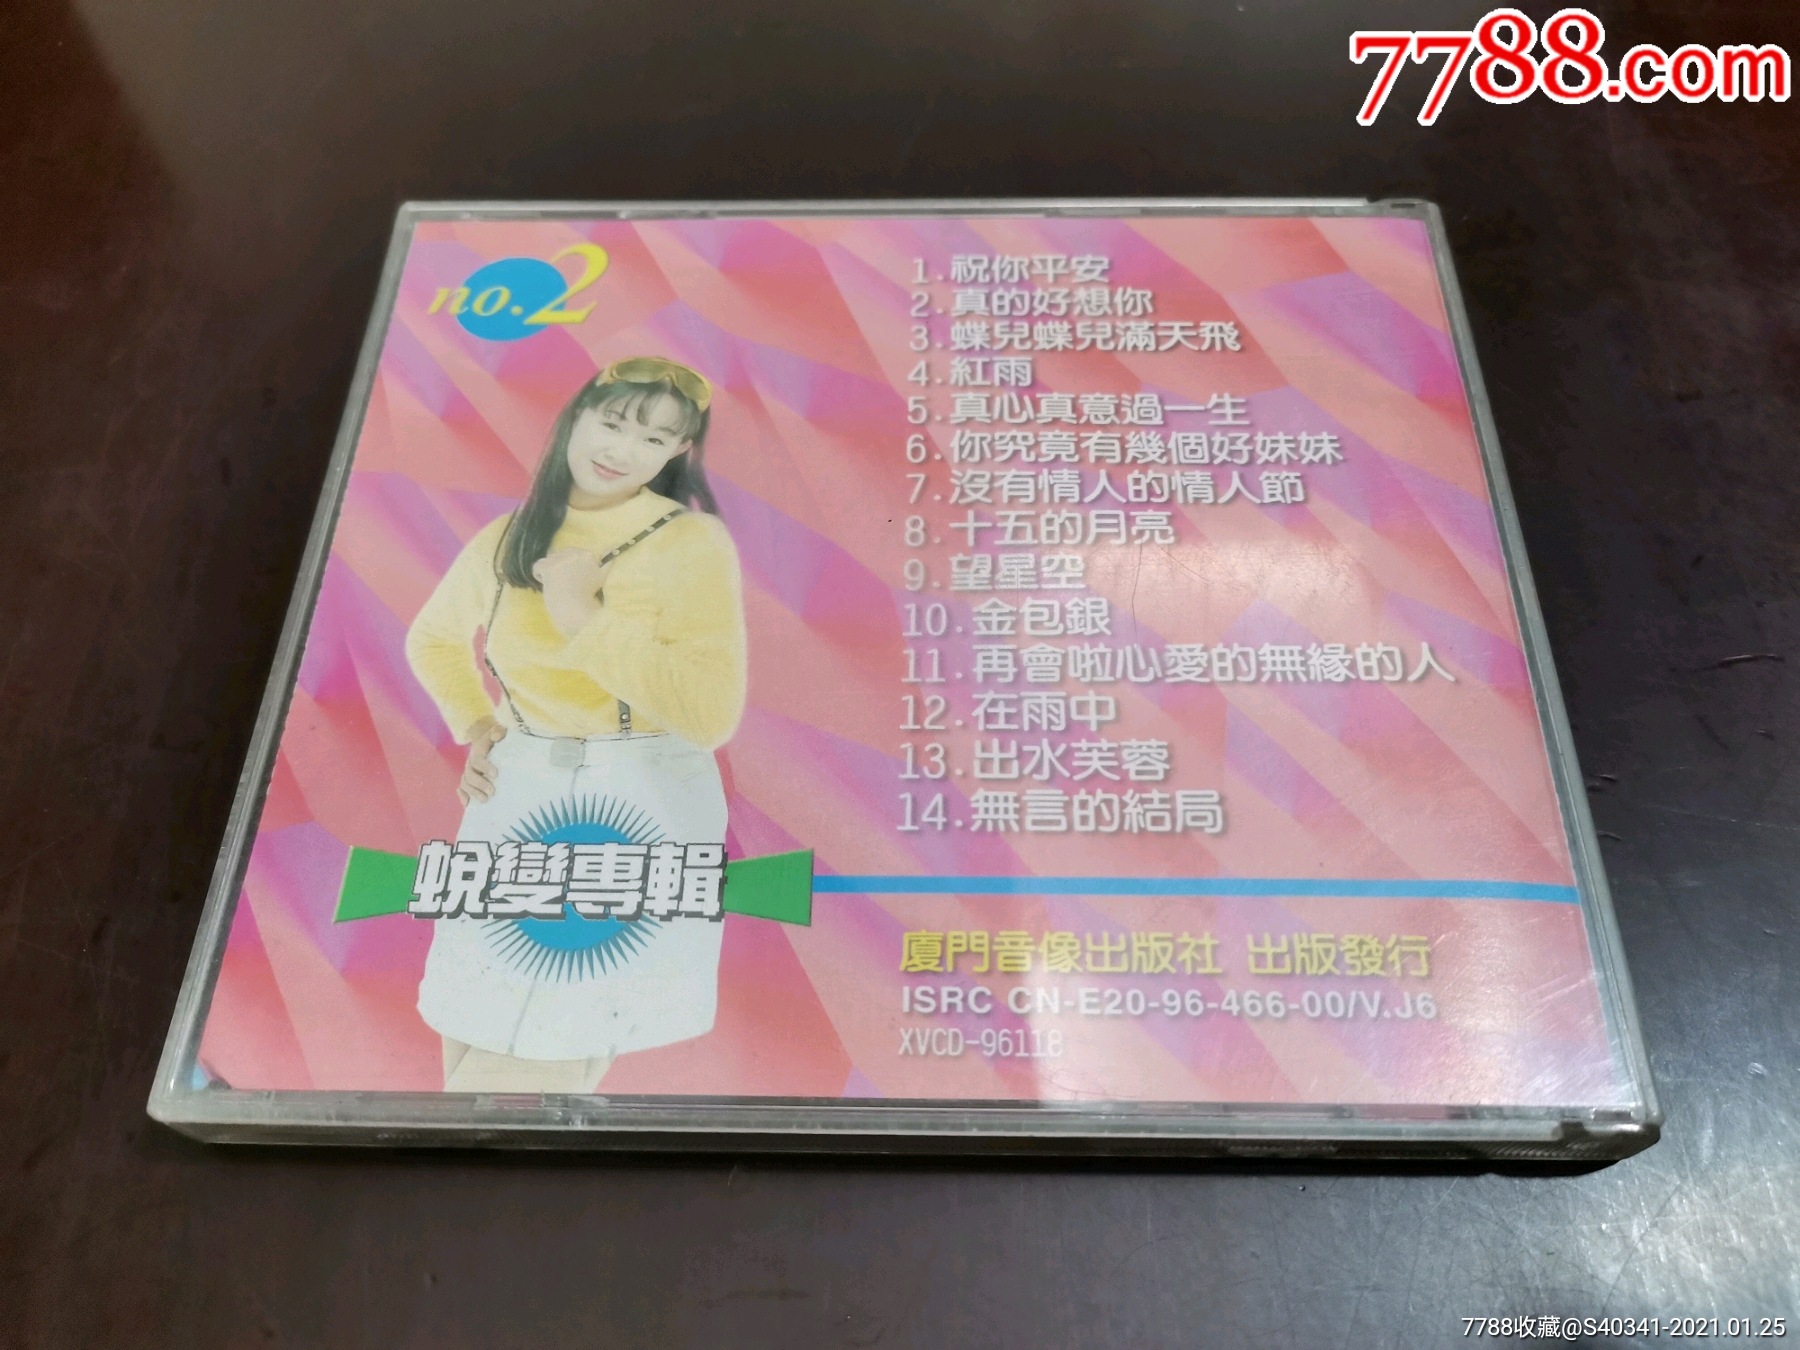 7788.com
no.2
1.祝你平安
2.真的好想你
3.蝶兒蝶兒滿天飛
4.紅雨
5.真心真意過一生
6.你究竟有幾個好妹妹
7.沒有情人的情人節
8.十五的月亮
9.望星空
10.金包銀
11.再會啦心愛的無緣的人
12.在雨中
13.出水芙蓉
14.無言的結局
蛻變專輯
廈門音像出版社 出版發行
ISRC CN-E20-96-466-00/V.J6
XVCD-96118
7788收藏@S40341-2021.01.25